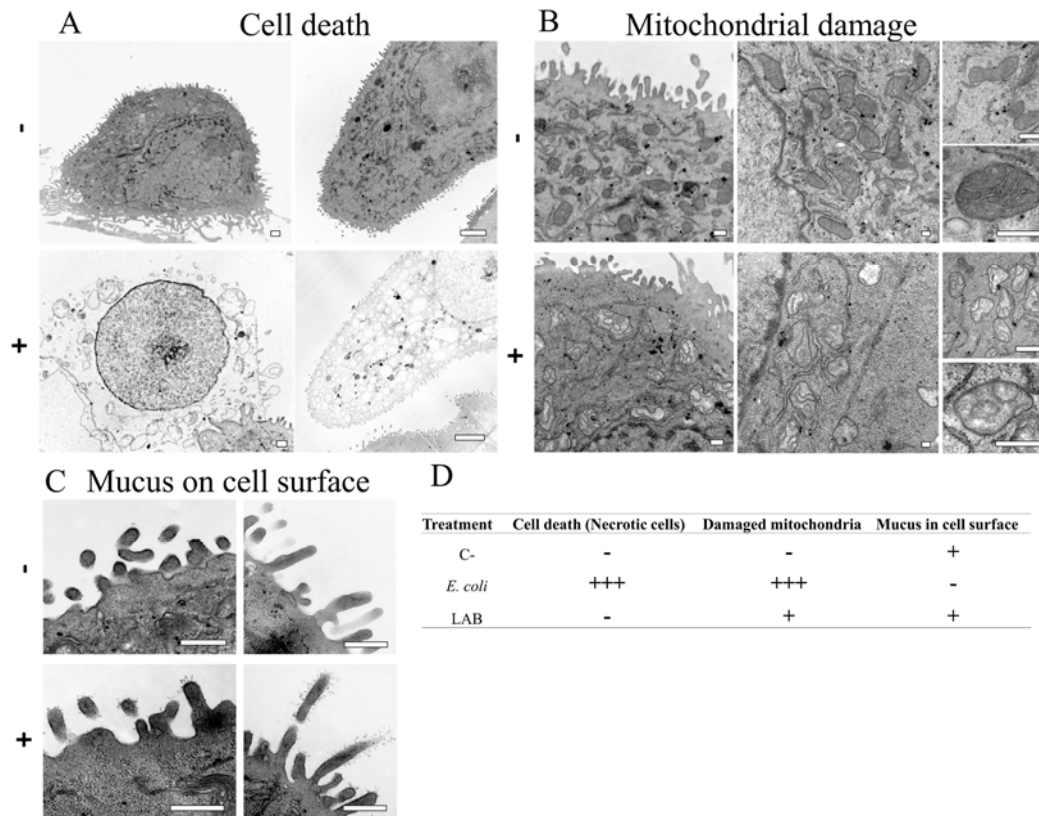 A Cell death
B Mitochondrial damage
-
+
-
+
C Mucus on cell surface
-
+
D
Treatment Cell death (Necrotic cells) Damaged mitochondria Mucus in cell surface
C- - - +
E. coli +++ +++ -
LAB - + +